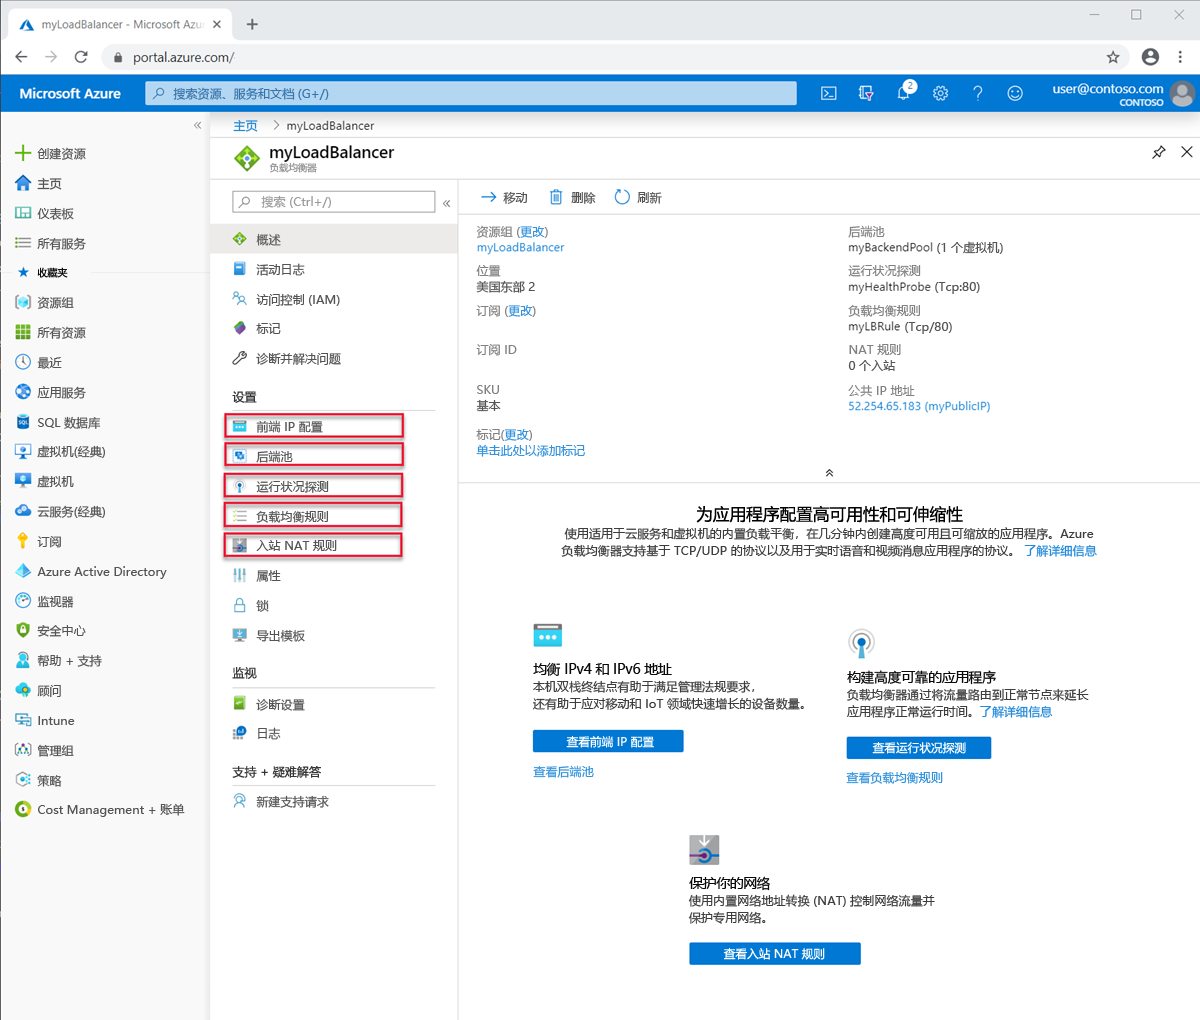 myLoadBalancer - Microsoft Azu
portal.azure.com/
Microsoft Azure
搜索资源、服务和文档 (G+/)
2
user@contoso.com
CONTOSO
主页 > myLoadBalancer
创建资源
主页
仪表板
所有服务
收藏夹
资源组
所有资源
最近
应用服务
SQL 数据库
虚拟机(经典)
虚拟机
云服务(经典)
订阅
Azure Active Directory
监视器
安全中心
帮助 + 支持
顾问
Intune
管理组
策略
Cost Management + 账单
myLoadBalancer
负载均衡器
搜索 (Ctrl+/)
概述
活动日志
访问控制 (IAM)
标记
诊断并解决问题
设置
前端 IP 配置
后端池
运行状况探测
负载均衡规则
入站 NAT 规则
属性
锁
导出模板
监视
诊断设置
日志
支持 + 疑难解答
新建支持请求
移动
删除
刷新
资源组 (更改)
myLoadBalancer
位置
美国东部 2
订阅 (更改)
订阅 ID
SKU
基本
标记(更改)
单击此处以添加标记
后端池
myBackendPool (1 个虚拟机)
运行状况探测
myHealthProbe (Tcp:80)
负载均衡规则
myLBRule (Tcp/80)
NAT 规则
0 个入站
公共 IP 地址
52.254.65.183 (myPublicIP)
为应用程序配置高可用性和可伸缩性
使用适用于云服务和虚拟机的内置负载平衡，在几分钟内创建高度可用且可缩放的应用程序。Azure
负载均衡器支持基于 TCP/UDP 的协议以及用于实时语音和视频消息应用程序的协议。 了解详细信息
均衡 IPv4 和 IPv6 地址
本机双栈终结点有助于满足管理法规要求，
还有助于应对移动和 IoT 领域快速增长的设备数量。
查看前端 IP 配置
查看后端池
构建高度可靠的应用程序
负载均衡器通过将流量路由到正常节点来延长
应用程序正常运行时间。了解详细信息
查看运行状况探测
查看负载均衡规则
保护你的网络
使用内置网络地址转换 (NAT) 控制网络流量并
保护专用网络。
查看入站 NAT 规则